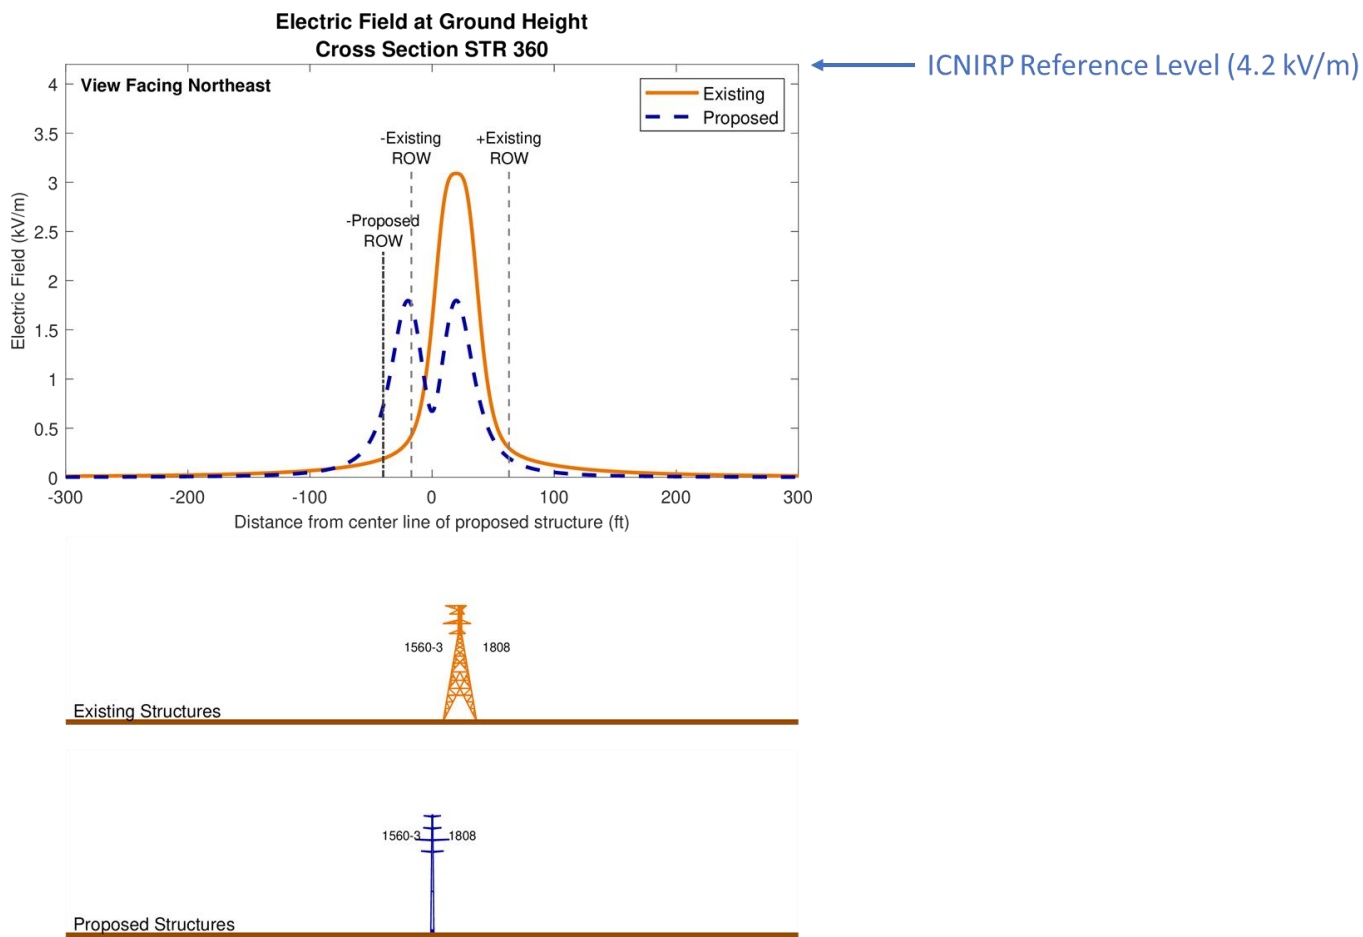 Electric Field at Ground Height
Cross Section STR 360
ICNIRP Reference Level (4.2 kV/m)
View Facing Northeast
Existing
Proposed
-Existing
ROW
+Existing
ROW
-Proposed
ROW
Electric Field (kV/m)
4
3.5
3
2.5
2
1.5
1
0.5
0
-300
-200
-100
0
100
200
300
Distance from center line of proposed structure (ft)
1560-3
1808
Existing Structures
1560-3
1808
Proposed Structures